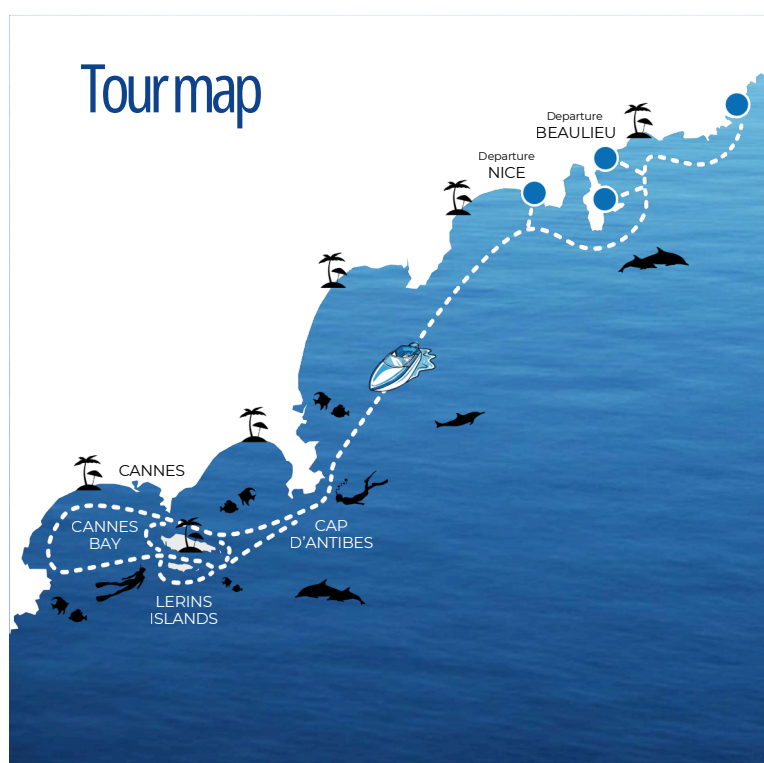 Tour map
Departure
BEAULIEU
Departure
NICE
CANNES
CANNES
BAY
CAP
D'ANTIBES
LERINS
ISLANDS